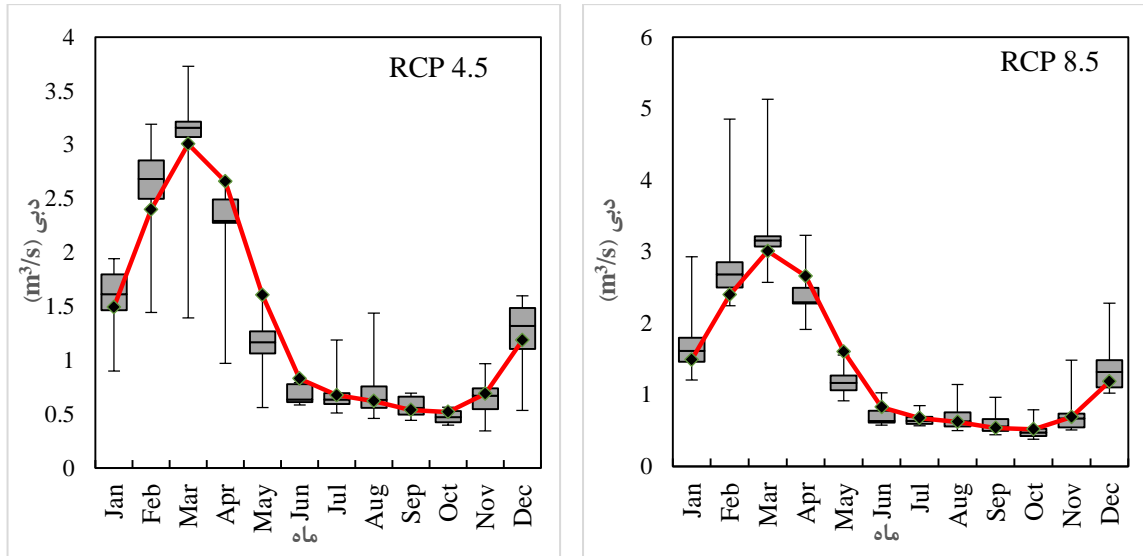 RCP 4.5
4
3.5
3
2.5
2
1.5
1
0.5
0
دبی (m³/s)
Jan Feb Mar Apr May Jun Jul Aug Sep Oct Nov Dec
ماه
RCP 8.5
6
5
4
3
2
1
0
دبی (m³/s)
Jan Feb Mar Apr May Jun Jul Aug Sep Oct Nov Dec
ماه